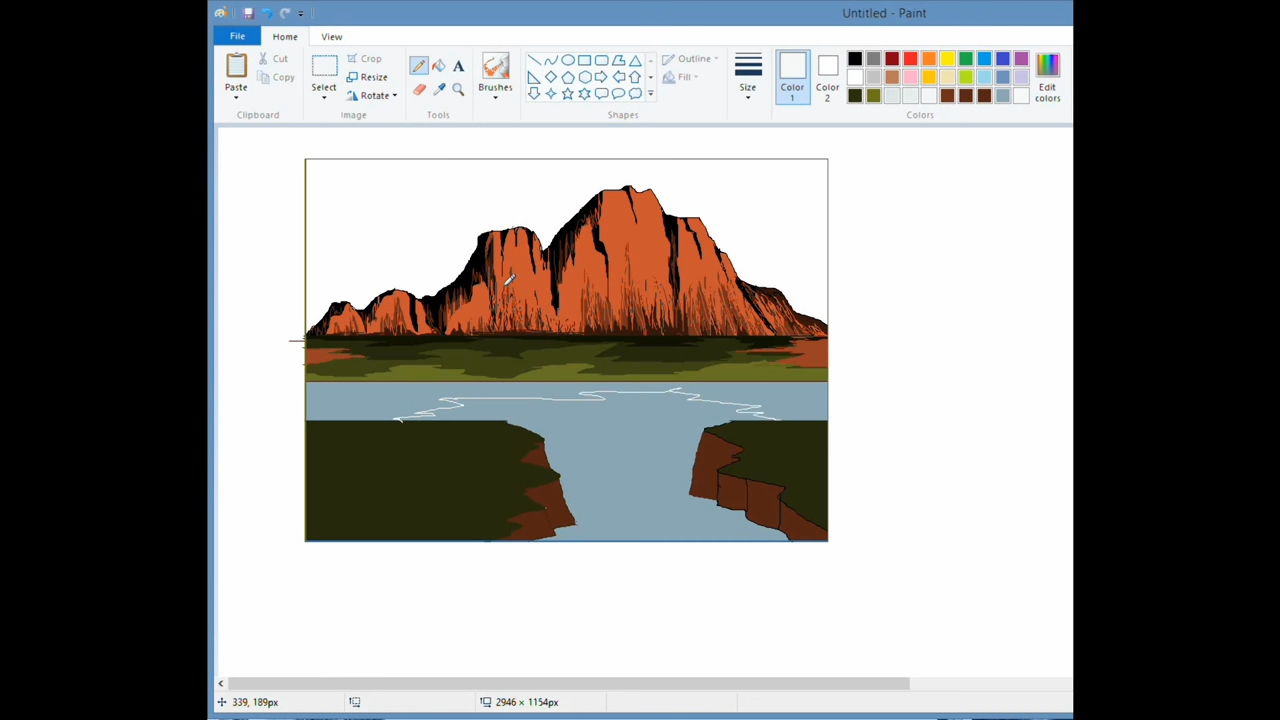 Untitled - Paint
File Home View
Paste Cut Copy
Select Crop Resize Rotate
A
Brushes
Outline Fill
Size
Color 1
Color 2
Edit colors
Clipboard Image Tools Shapes Colors
339, 189px 2946 × 1154px